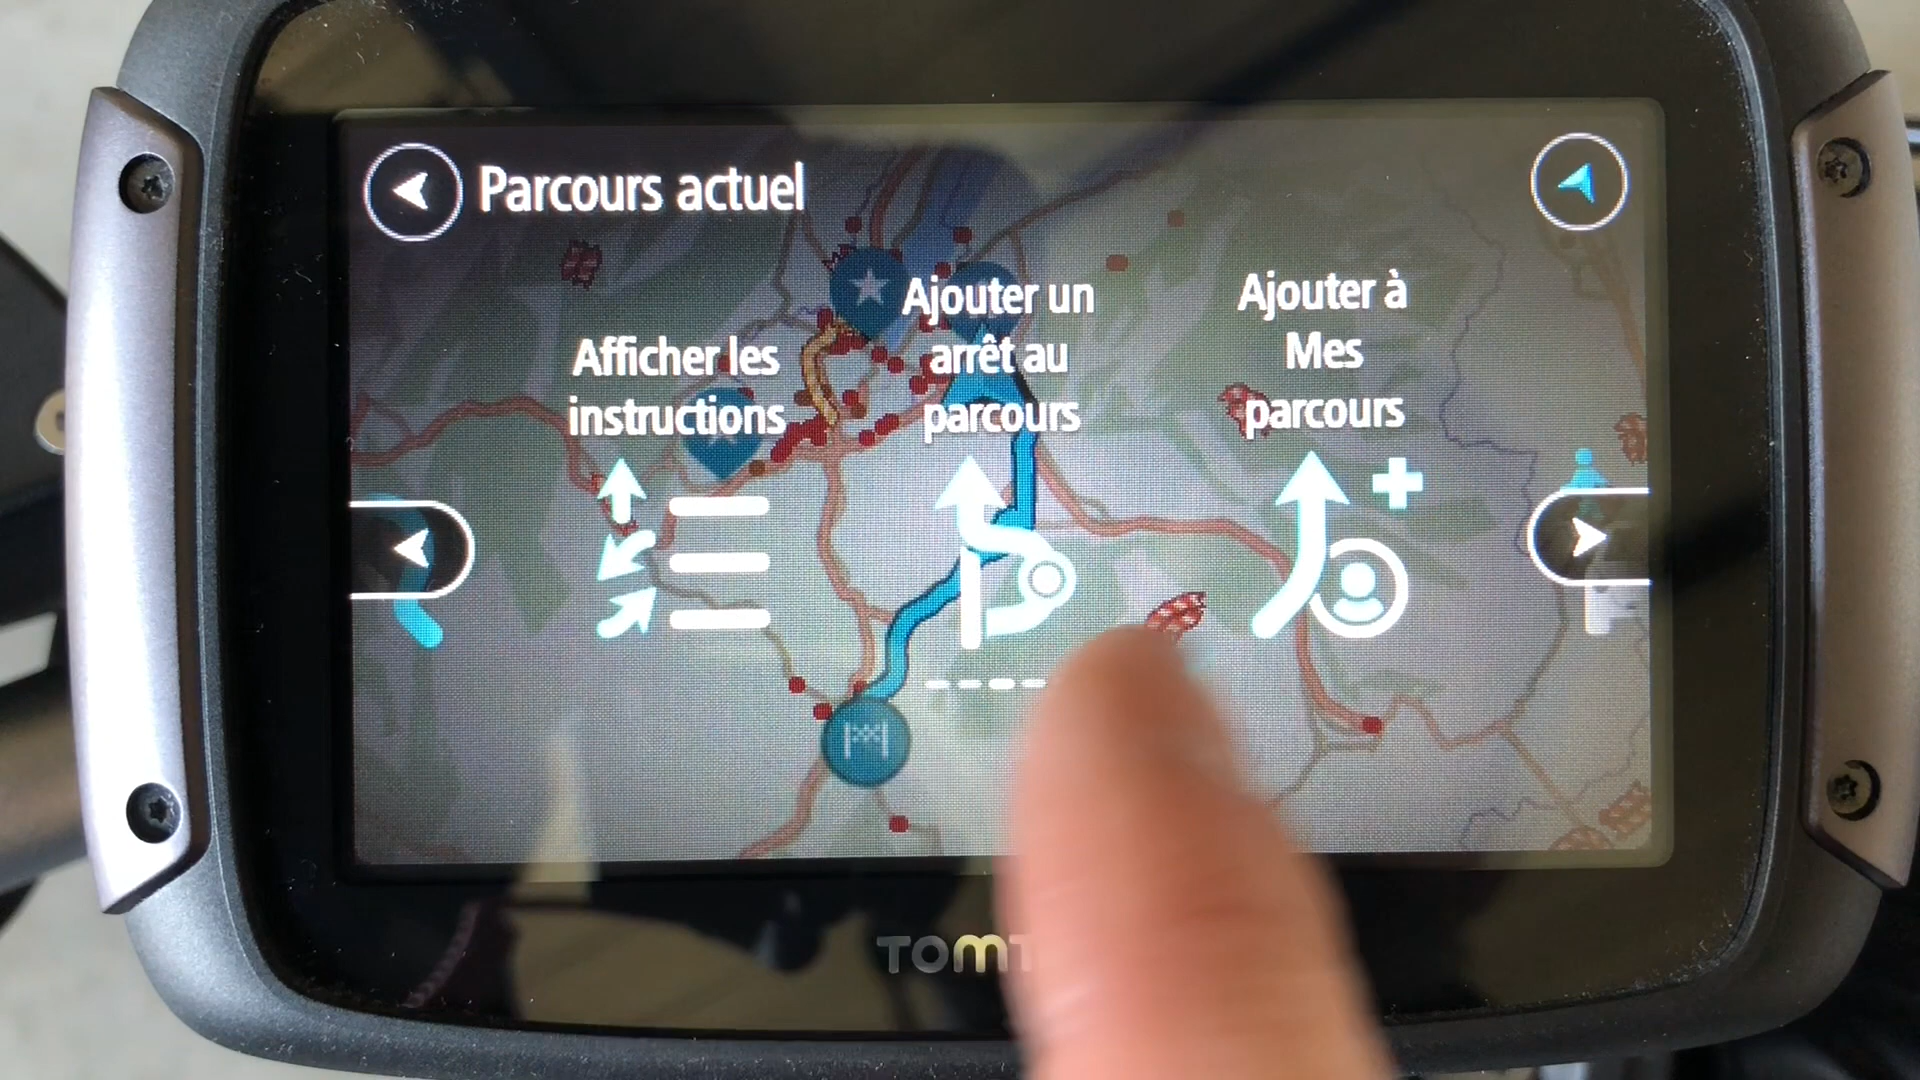 Parcours actuel
Afficher les
instructions
Ajouter un
arrêt au
parcours
Ajouter à
Mes
parcours
TOMT